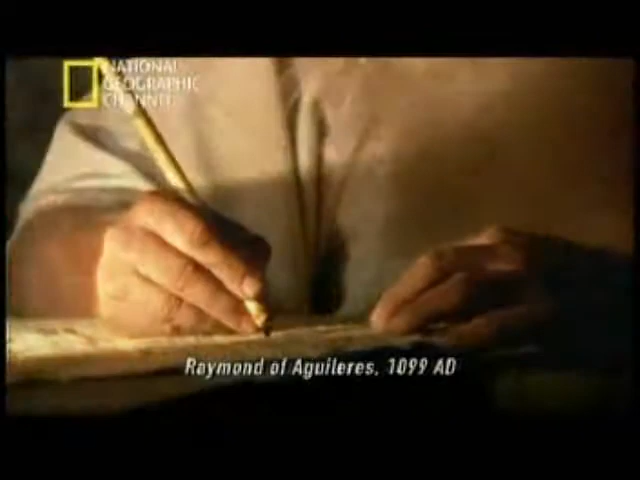 NATIONAL
GEOGRAPHIC
CHANNEL
Raymond of Aguileres, 1099 AD